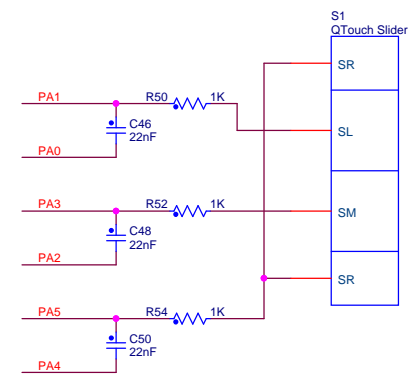 S1
QTouch Slider
SR
PA1
R50
1K
C46
22nF
SL
PA0
PA3
R52
1K
SM
C48
22nF
PA2
SR
PA5
R54
1K
C50
22nF
PA4